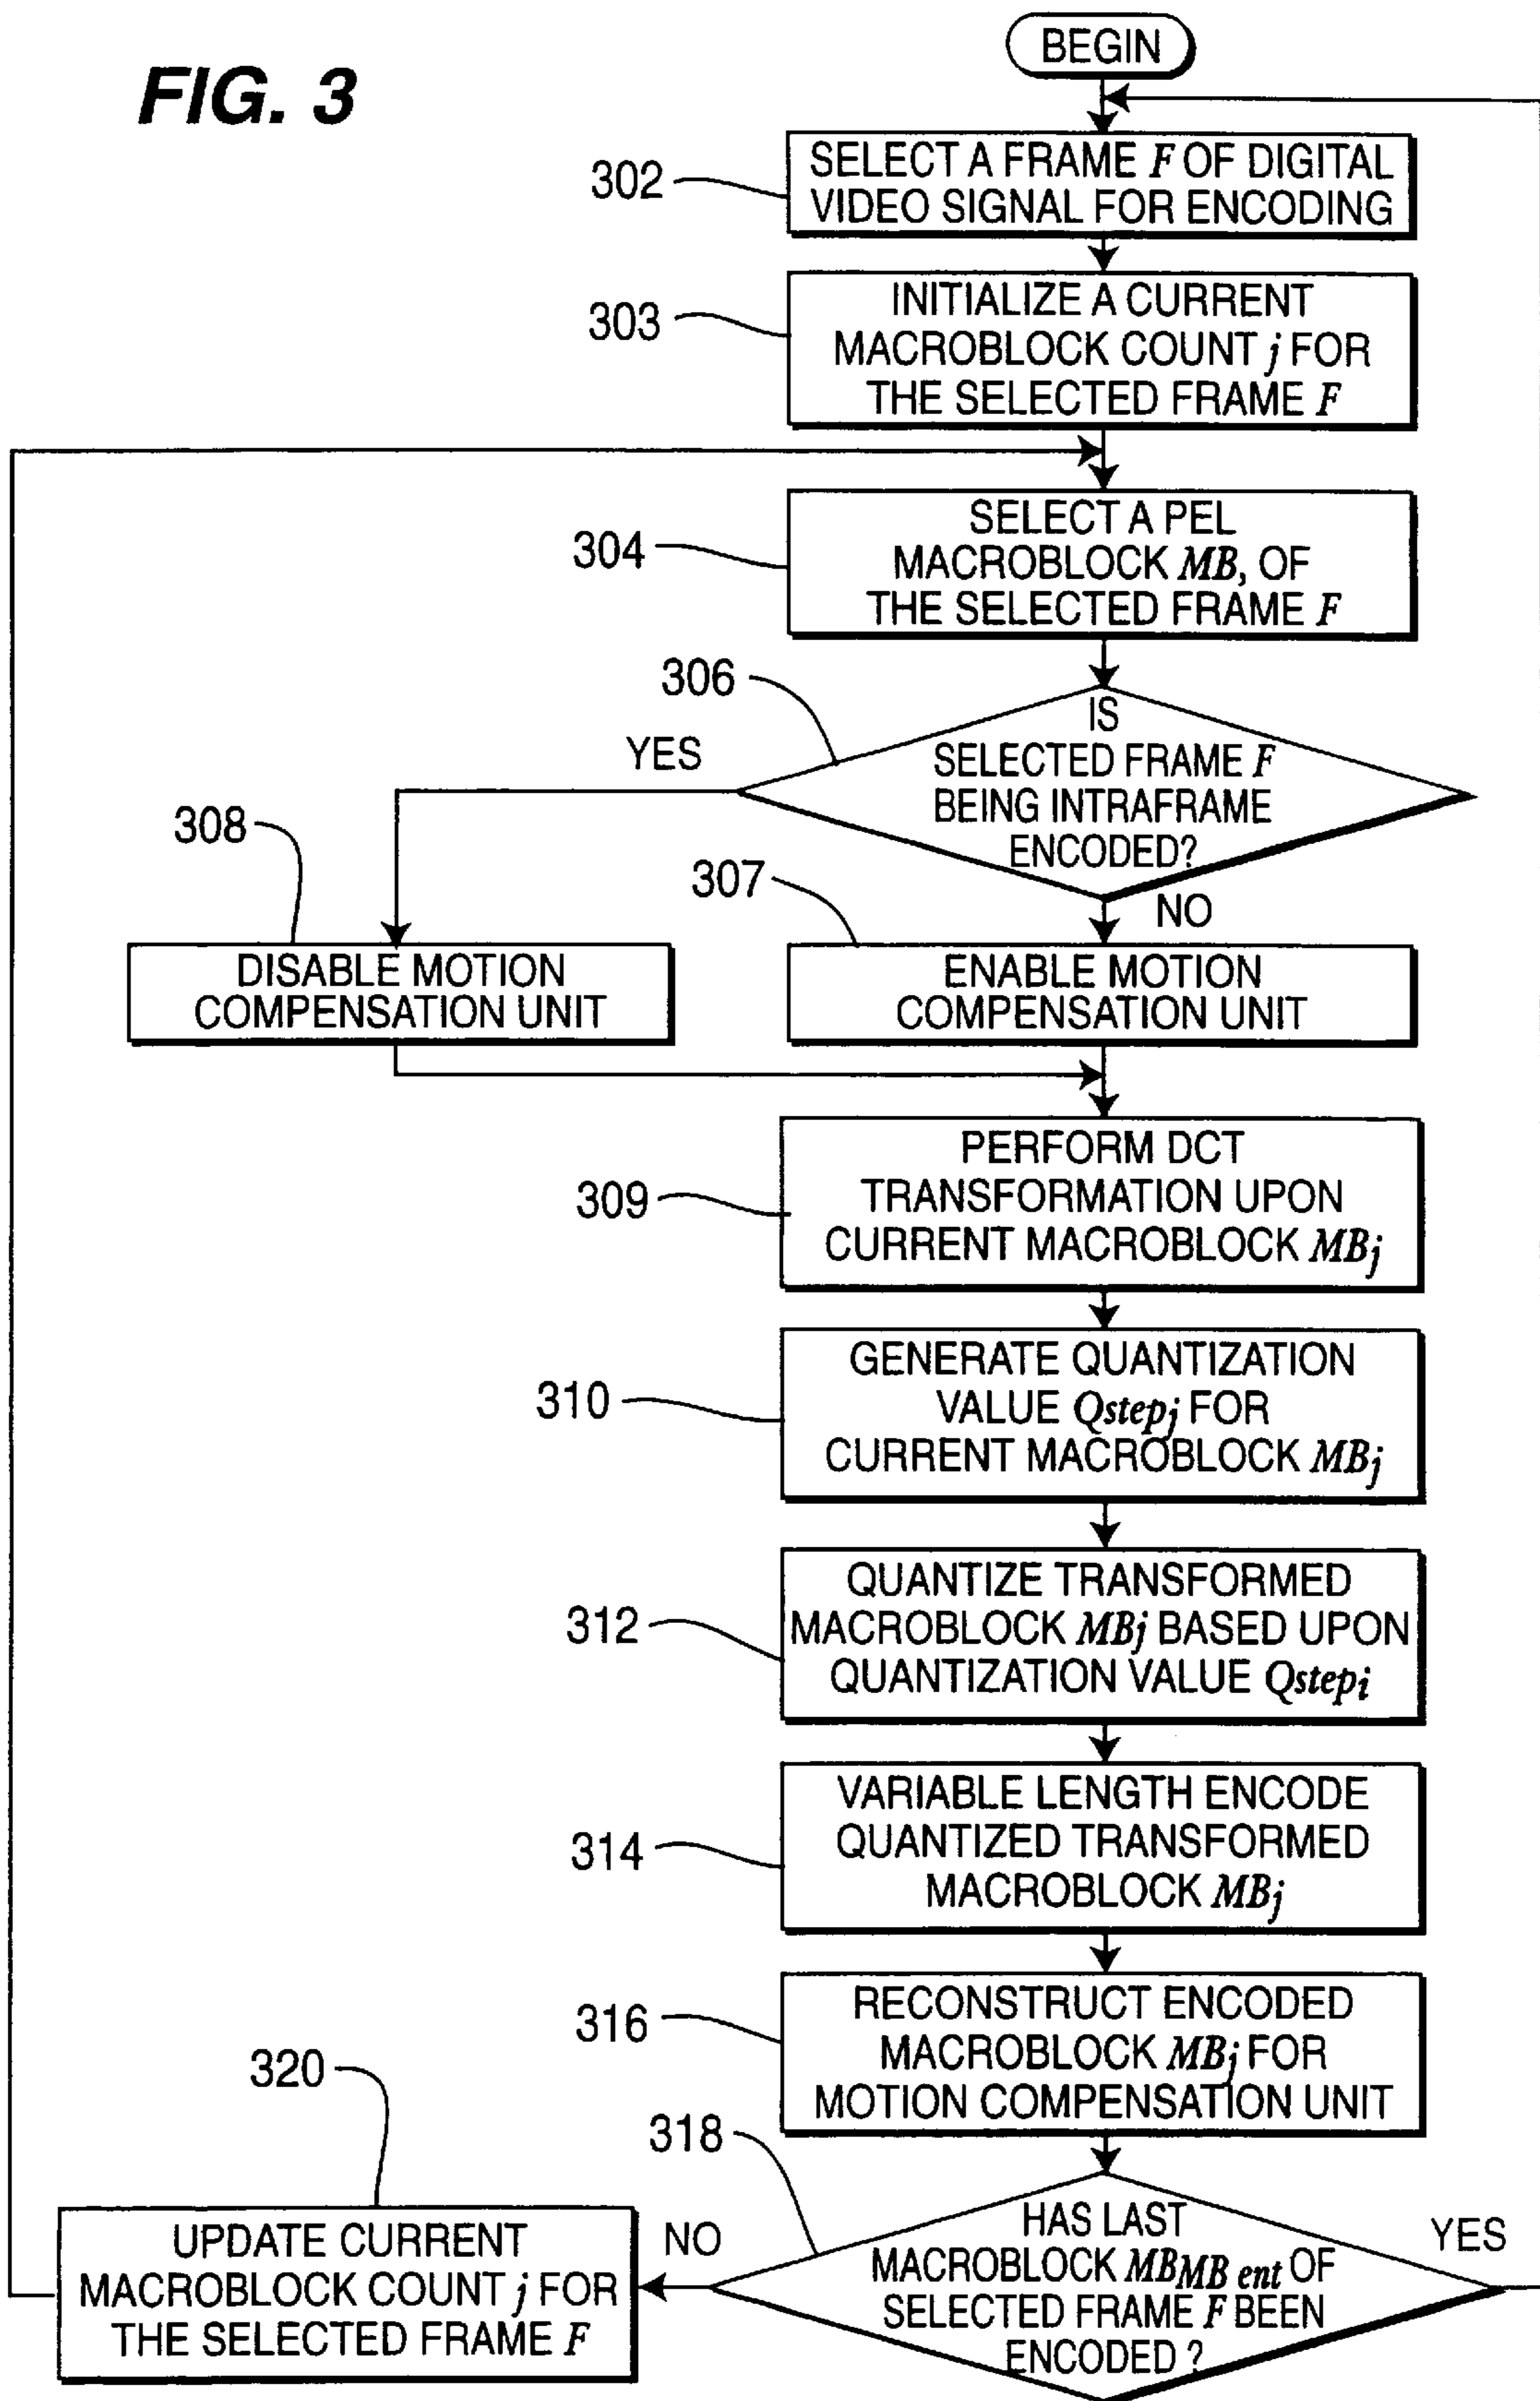 FIG. 3
BEGIN
302
SELECT A FRAME F OF DIGITAL
VIDEO SIGNAL FOR ENCODING
303
INITIALIZE A CURRENT
MACROBLOCK COUNT j FOR
THE SELECTED FRAME F
304
SELECT A PEL
MACROBLOCK MB, OF
THE SELECTED FRAME F
306
IS
SELECTED FRAME F
BEING INTRAFRAME
ENCODED?
YES
NO
308
DISABLE MOTION
COMPENSATION UNIT
307
ENABLE MOTION
COMPENSATION UNIT
309
PERFORM DCT
TRANSFORMATION UPON
CURRENT MACROBLOCK MBj
310
GENERATE QUANTIZATION
VALUE Qstepj FOR
CURRENT MACROBLOCK MBj
312
QUANTIZE TRANSFORMED
MACROBLOCK MBj BASED UPON
QUANTIZATION VALUE Qstepi
314
VARIABLE LENGTH ENCODE
QUANTIZED TRANSFORMED
MACROBLOCK MBj
316
RECONSTRUCT ENCODED
MACROBLOCK MBj FOR
MOTION COMPENSATION UNIT
318
HAS LAST
MACROBLOCK MBMB ent OF
SELECTED FRAME F BEEN
ENCODED ?
YES
NO
320
UPDATE CURRENT
MACROBLOCK COUNT j FOR
THE SELECTED FRAME F